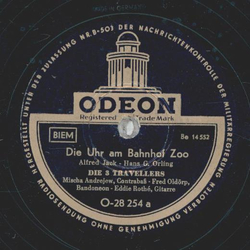 HERGESTELLT UNTER DER ZULASSUNG NR. B-505 DER NACHRICHTENKONTROLLE DER MILITÄRREGIERUNG
ODEON
Registered Trade Mark
BIEM
Be 14 552
Die Uhr am Bahnhof Zoo
Alfred Jack - Hans G. Orling
DIE 3 TRAVELLERS
Mischa Andrejew, Contrabaß - Fred Oldörp,
Bandoneon - Eddie Rothé, Gitarre
O-28 254 a
RADIOSENDUNG OHNE GENEHMIGUNG VERBOTEN